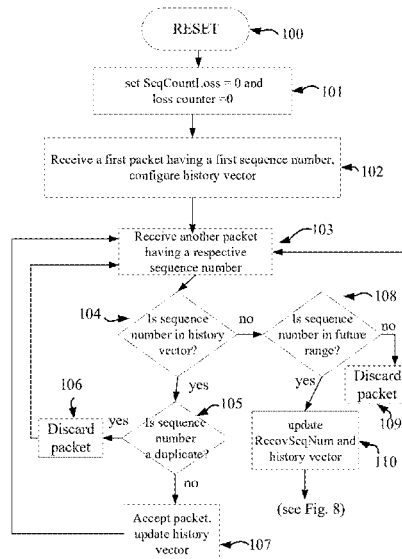 RESET
100
set SeqCountLoss = 0 and
loss counter =0
101
Receive a first packet having a first sequence number,
configure history vector
102
Receive another packet
having a respective
sequence number
103
104
Is
sequence
number in history
vector?
no
yes
108
Is sequence
number in future
range?
no
yes
Discard
packet
109
106
Discard
packet
yes
105
Is
sequence
number
a duplicate?
no
update
RecovSeqNum and
history vector
110
(see Fig. 8)
Accept packet,
update history
vector
107